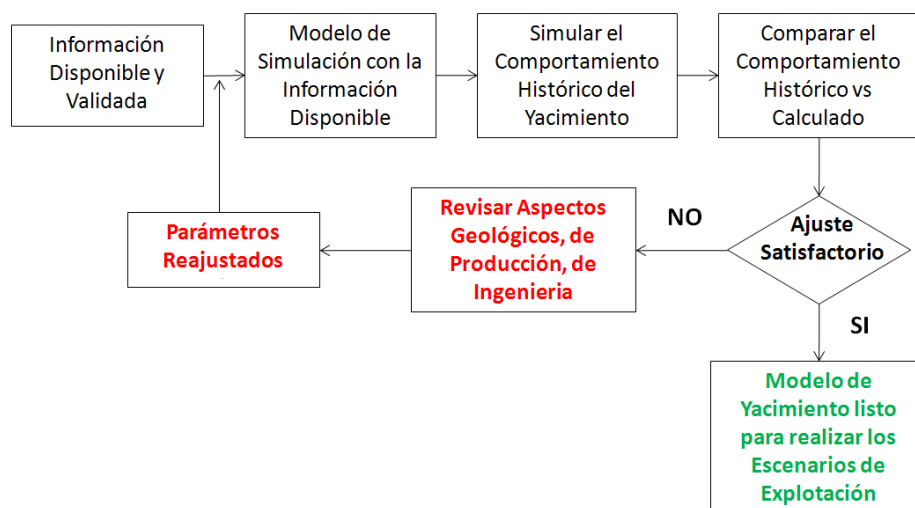 Información
Disponible y
Validada
Modelo de
Simulación con la
Información
Disponible
Simular el
Comportamiento
Histórico del
Yacimiento
Comparar el
Comportamiento
Histórico vs
Calculado
Ajuste
Satisfactorio
NO
Revisar Aspectos
Geológicos, de
Producción, de
Ingenieria
Parámetros
Reajustados
SI
Modelo de
Yacimiento listo
para realizar los
Escenarios de
Explotación